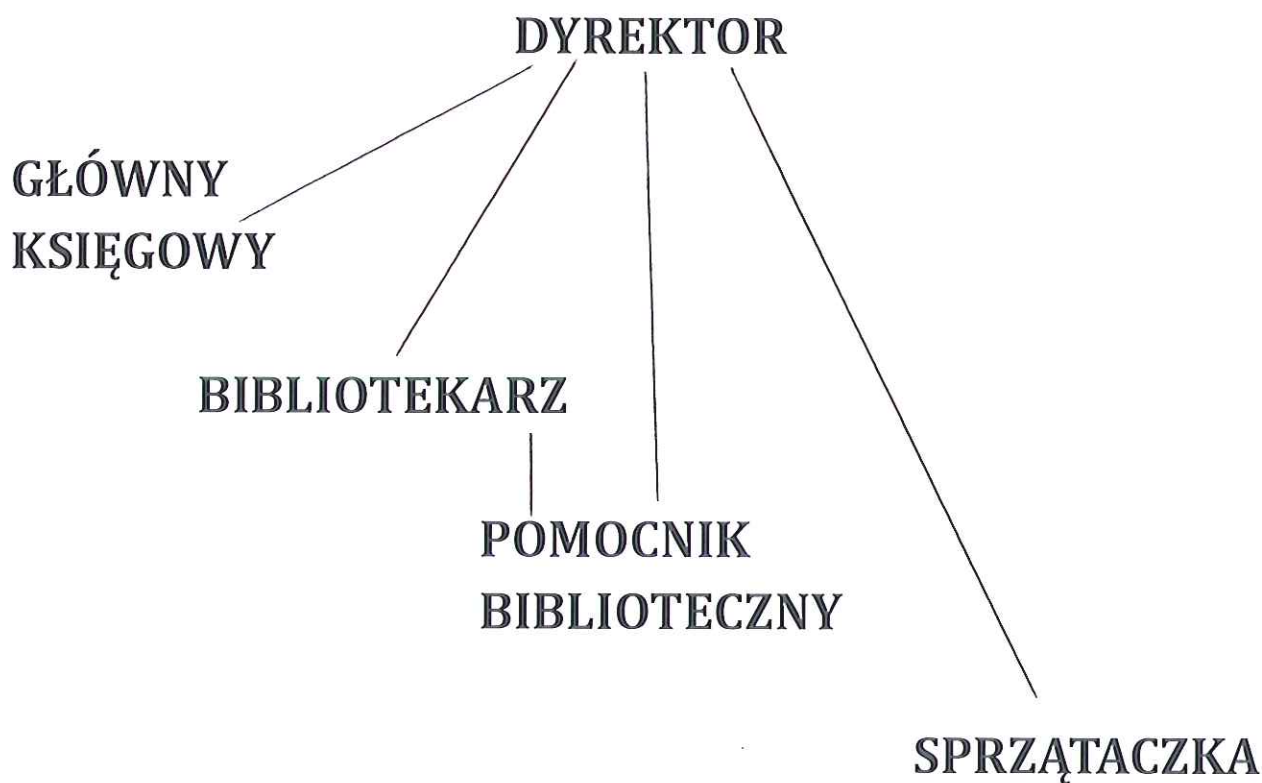 DYREKTOR
GŁÓWNY
KSIĘGOWY
BIBLIOTEKARZ
POMOCNIK
BIBLIOTECZNY
SPRZĄTACZKA